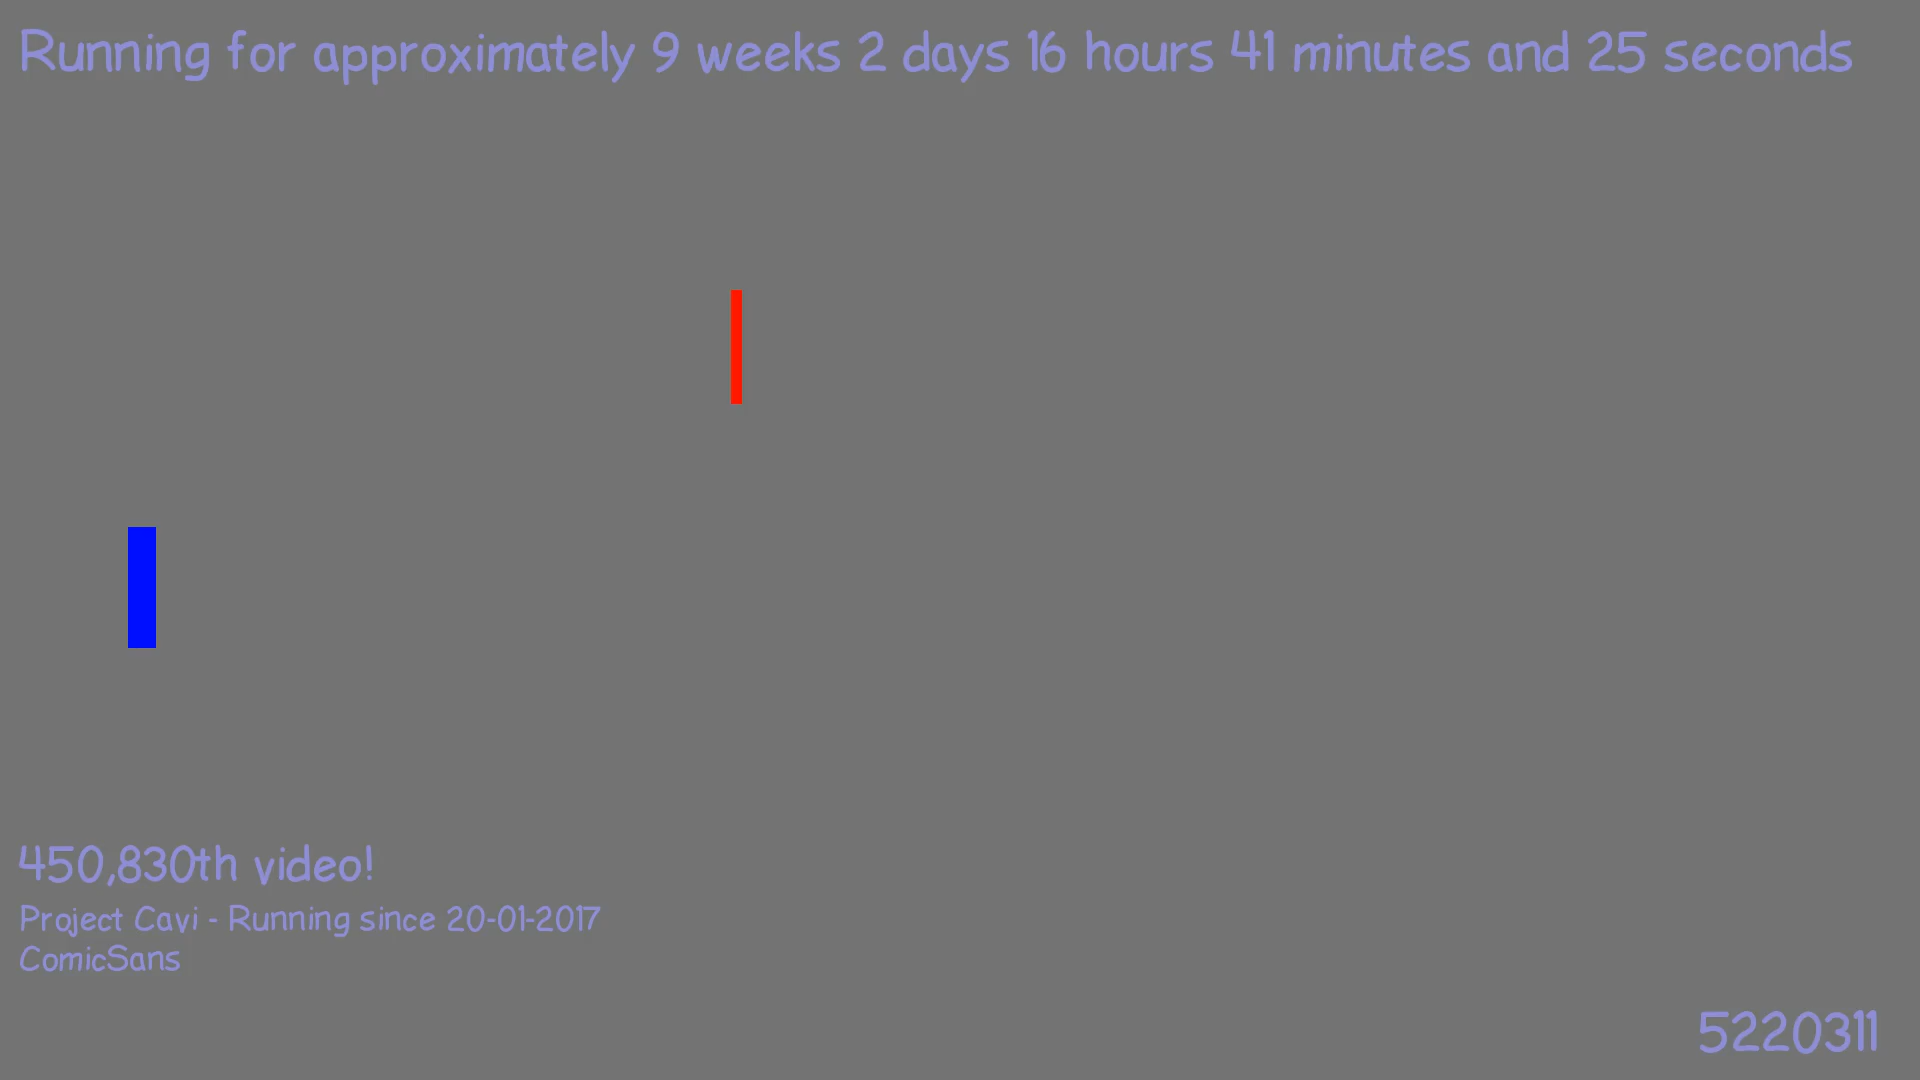 Running for approximately 9 weeks 2 days 16 hours 41 minutes and 25 seconds
450,830th video!
Project Cavi - Running since 20-01-2017
ComicSans
5220311